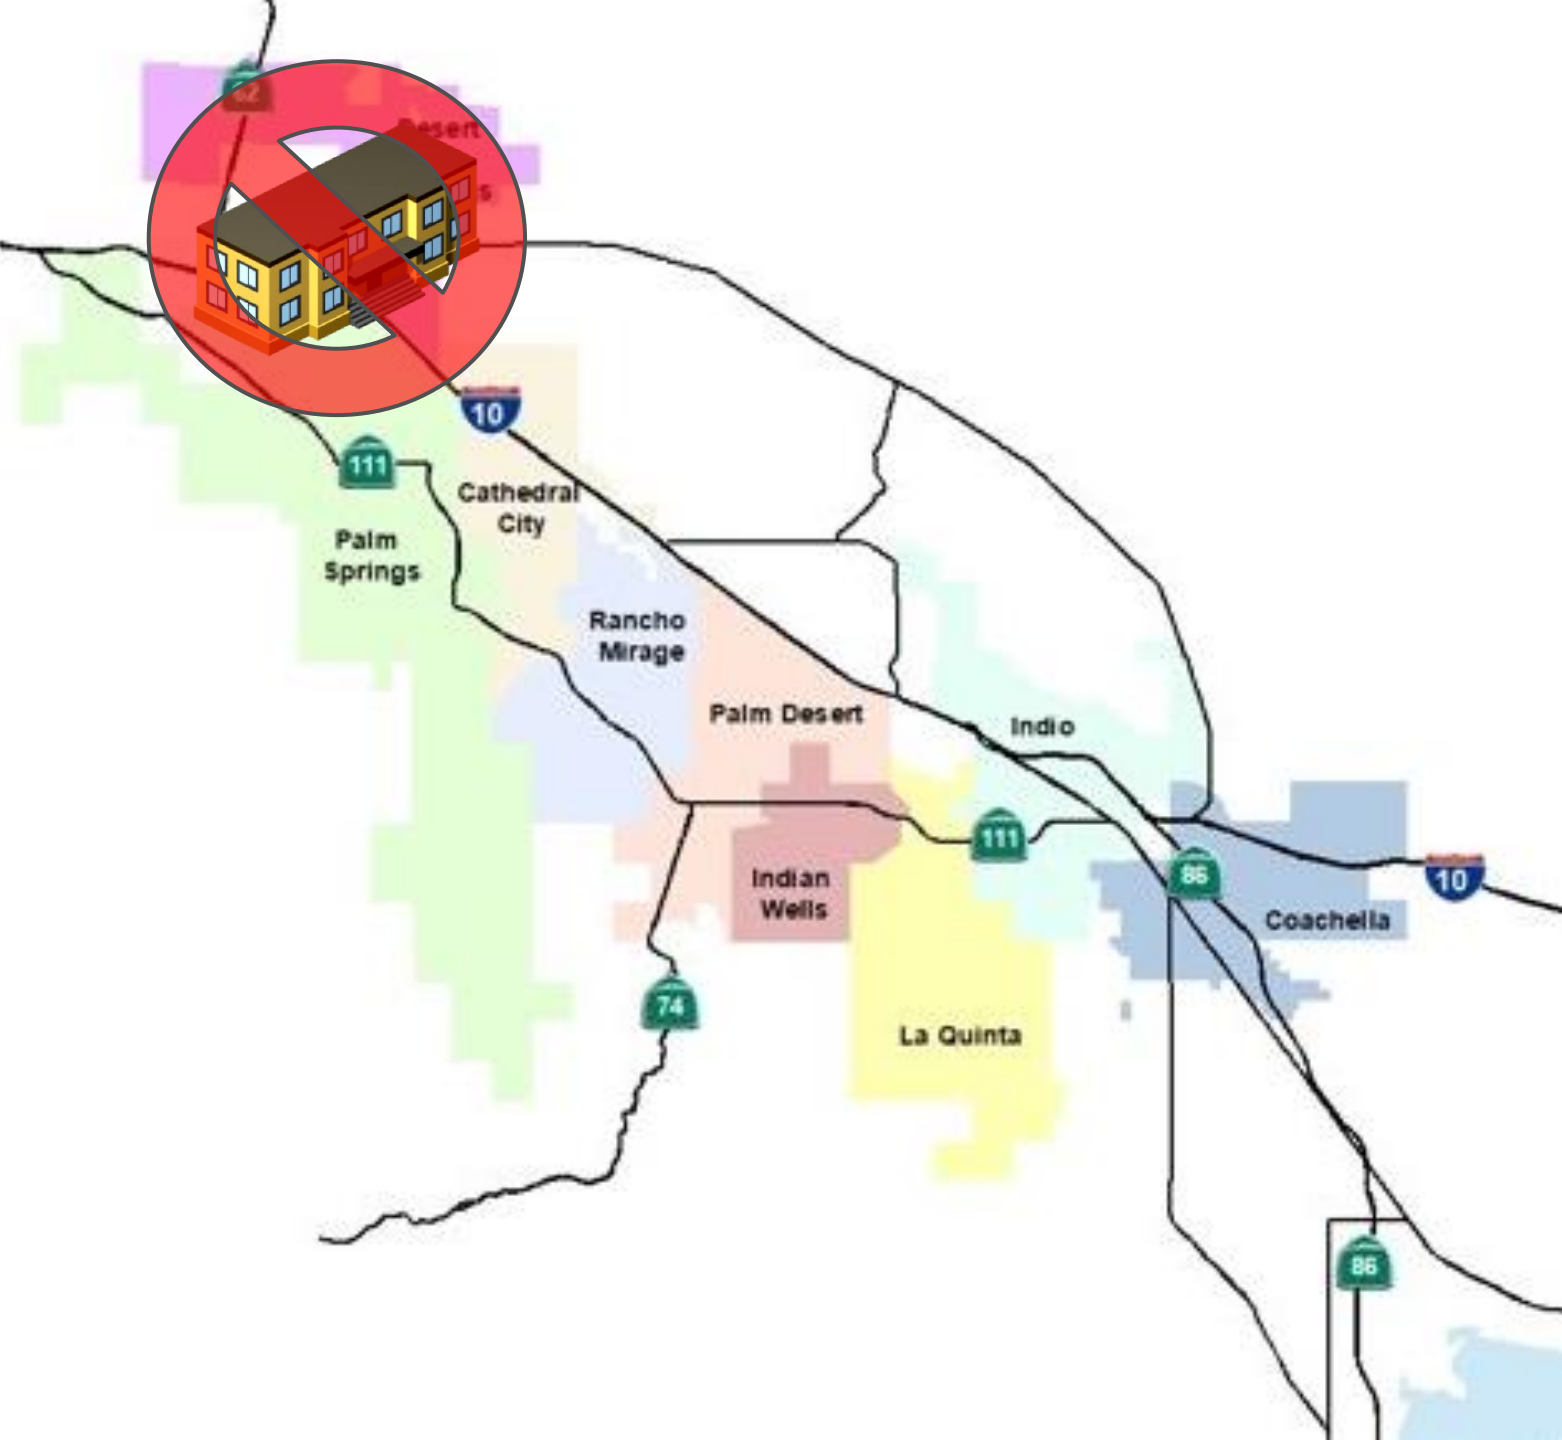 62
Desert
10
111
Cathedral
City
Palm
Springs
Rancho
Mirage
Palm Desert
Indio
111
86
10
Indian
Wells
Coachella
74
La Quinta
86